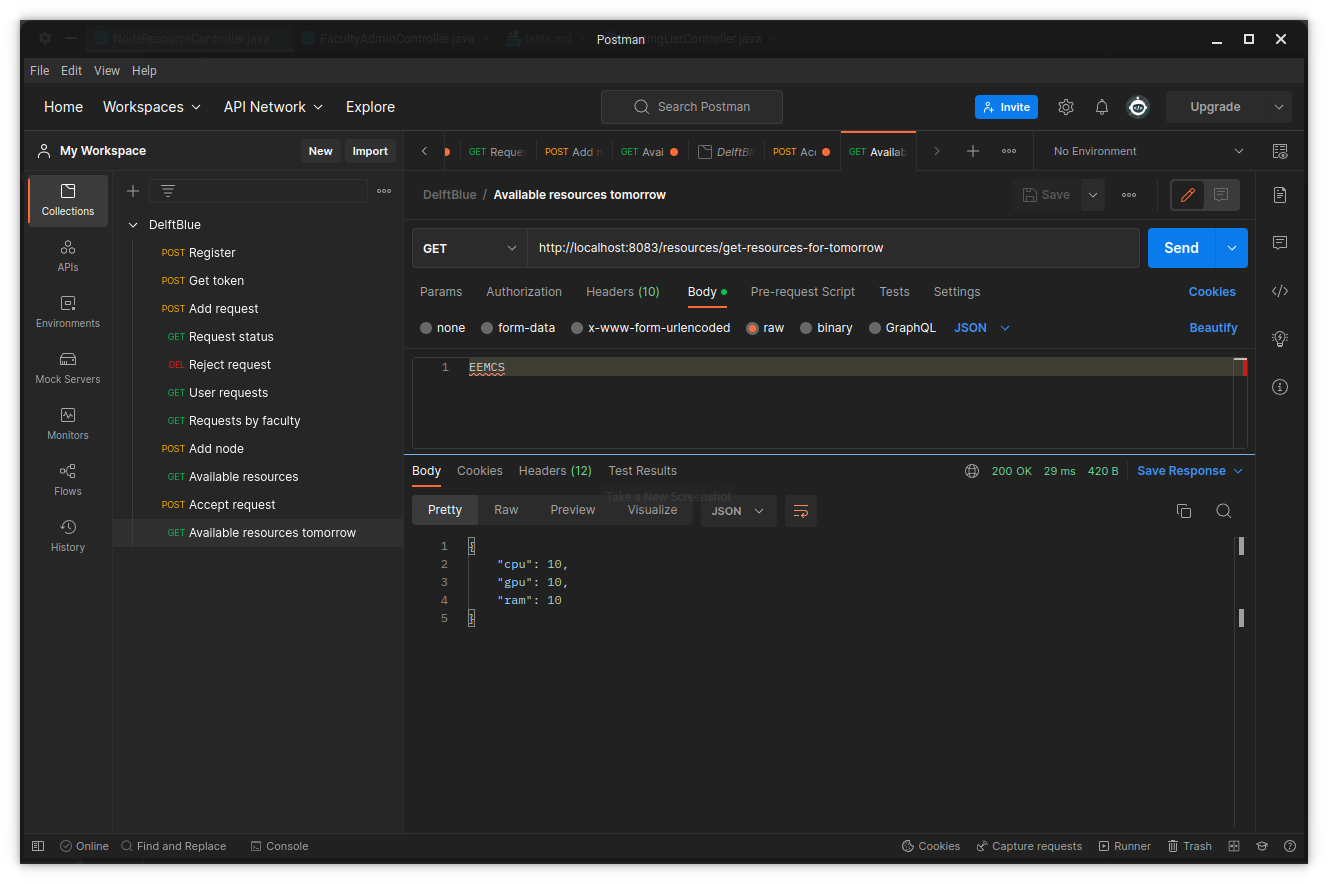 NodeResourceController.java FacultyAdminController.java tests.md Postman ListController.java
File Edit View Help
Home Workspaces API Network Explore Search Postman Invite Upgrade
My Workspace New Import GET Reque POST Add r GET Avai DelftBl POST Acc GET Availab No Environment
Collections
APIs
Environments
Mock Servers
Monitors
Flows
History
DelftBlue
POST Register
POST Get token
POST Add request
GET Request status
DEL Reject request
GET User requests
GET Requests by faculty
POST Add node
GET Available resources
POST Accept request
GET Available resources tomorrow
DelftBlue / Available resources tomorrow Save
GET http://localhost:8083/resources/get-resources-for-tomorrow Send
Params Authorization Headers (10) Body Pre-request Script Tests Settings Cookies
none form-data x-www-form-urlencoded raw binary GraphQL JSON Beautify
1 EEMCS
Body Cookies Headers (12) Test Results 200 OK 29 ms 420 B Save Response
Take a New Screenshot
Pretty Raw Preview Visualize JSON
1 {
2 "cpu": 10,
3 "gpu": 10,
4 "ram": 10
5 }
Online Find and Replace Console Cookies Capture requests Runner Trash